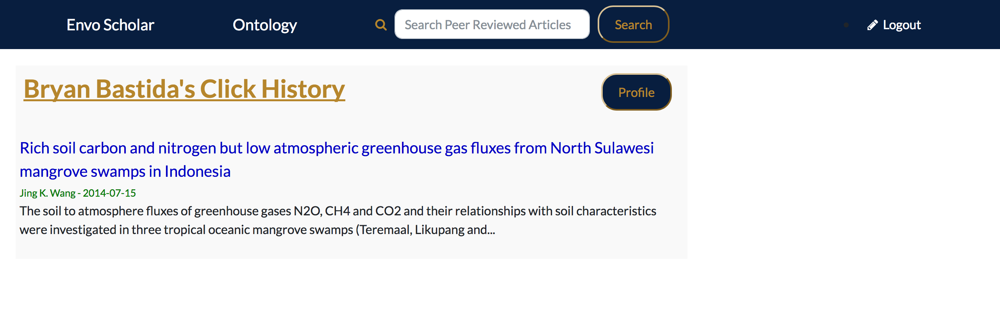 Envo Scholar
Ontology
Search Peer Reviewed Articles
Search
Logout
Bryan Bastida's Click History
Profile
Rich soil carbon and nitrogen but low atmospheric greenhouse gas fluxes from North Sulawesi
mangrove swamps in Indonesia
Jing K. Wang - 2014-07-15
The soil to atmosphere fluxes of greenhouse gases N2O, CH4 and CO2 and their relationships with soil characteristics
were investigated in three tropical oceanic mangrove swamps (Teremaal, Likupang and...